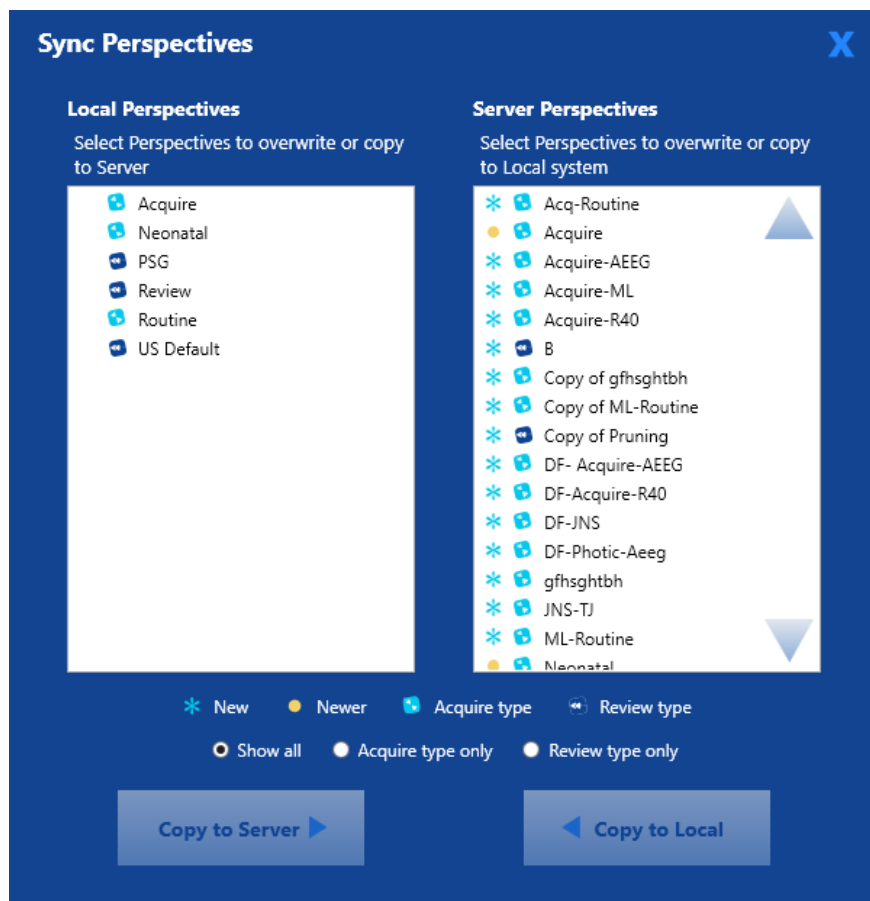 Sync Perspectives
X
Local Perspectives
Select Perspectives to overwrite or copy
to Server
Acquire
Neonatal
PSG
Review
Routine
US Default
Server Perspectives
Select Perspectives to overwrite or copy
to Local system
Acq-Routine
Acquire
Acquire-AEEG
Acquire-ML
Acquire-R40
B
Copy of gfhsghtbh
Copy of ML-Routine
Copy of Pruning
DF- Acquire-AEEG
DF-Acquire-R40
DF-JNS
DF-Photic-Aeeg
gfhsghtbh
JNS-TJ
ML-Routine
Neonatal
New Newer Acquire type Review type
Show all Acquire type only Review type only
Copy to Server
Copy to Local